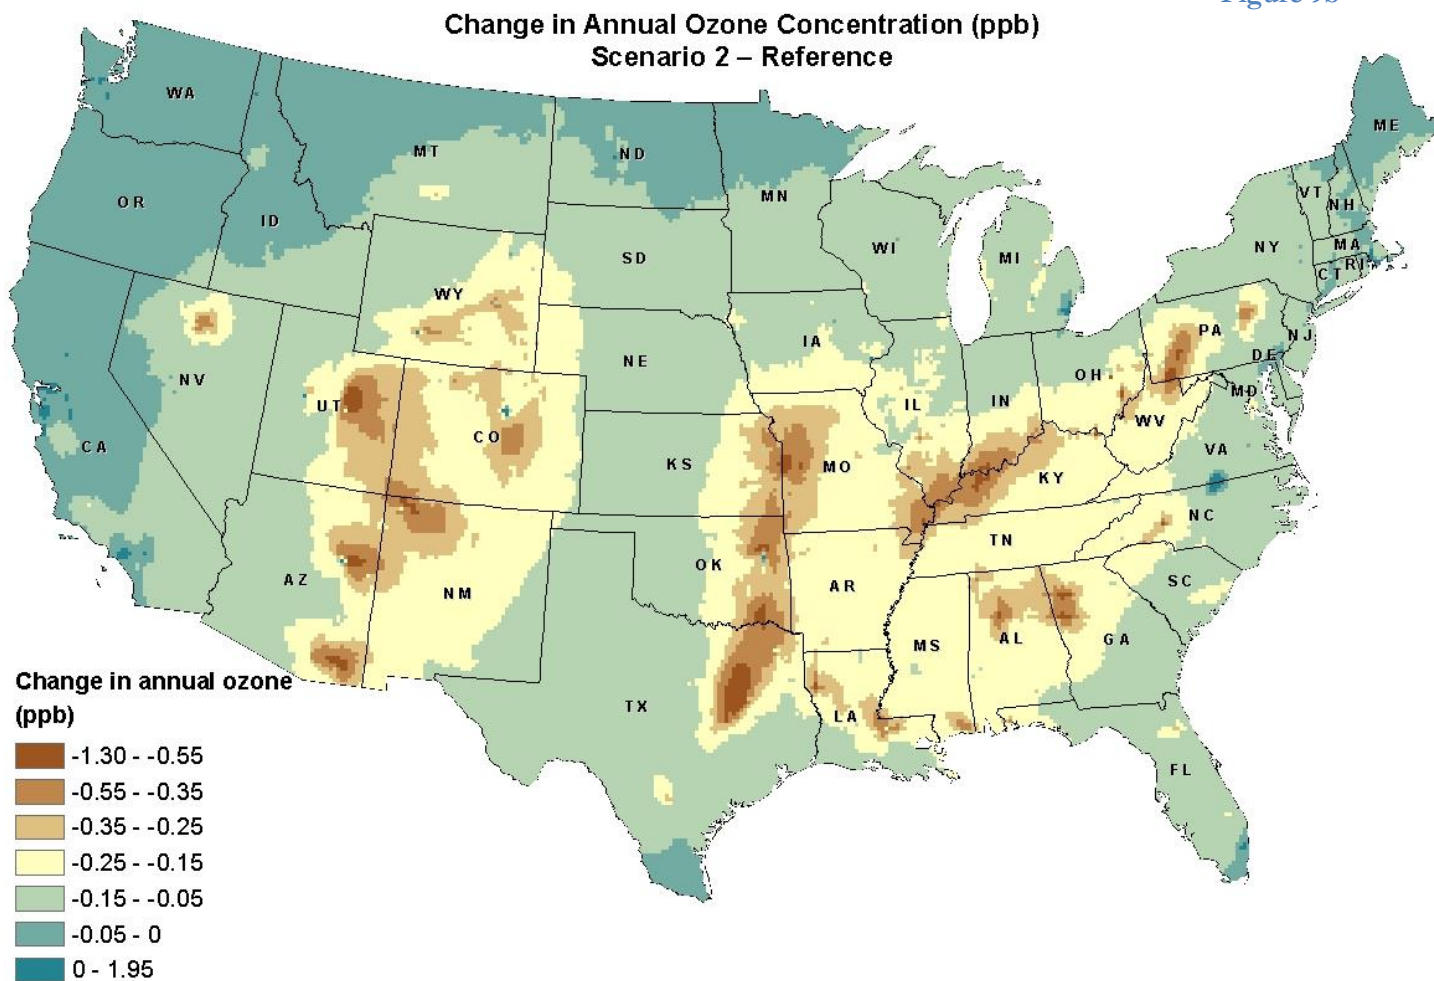 Figure 9b
Change in Annual Ozone Concentration (ppb)
Scenario 2 – Reference
WA
ME
MT
ND
VT
MN
OR
NH
ID
WI
NY
MA
SD
MI
RI
CT
WY
PA
NJ
IA
NE
DE
OH
NV
MD
UT
IL
IN
WV
CO
CA
VA
KS
MO
KY
NC
TN
OK
AZ
SC
AR
NM
GA
AL
MS
TX
LA
FL
Change in annual ozone
(ppb)
-1.30 - -0.55
-0.55 - -0.35
-0.35 - -0.25
-0.25 - -0.15
-0.15 - -0.05
-0.05 - 0
0 - 1.95